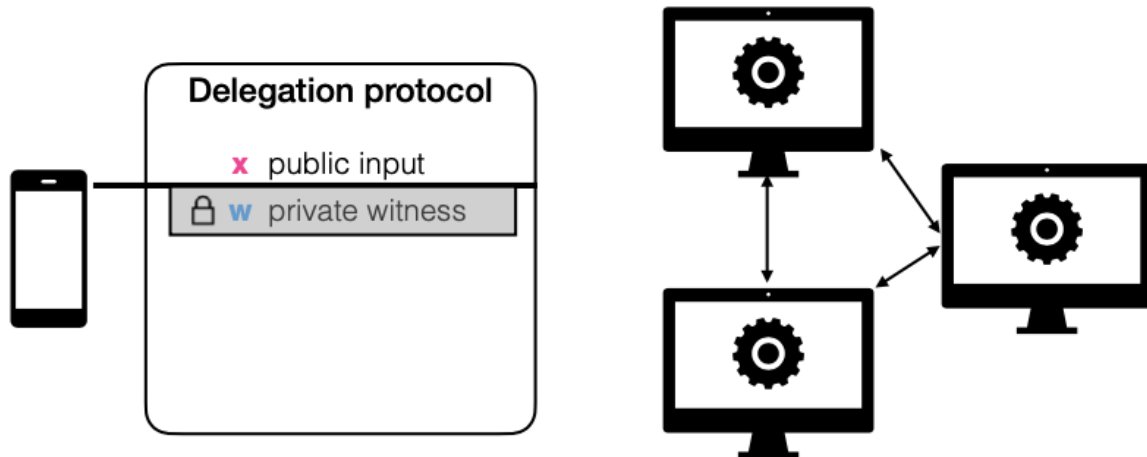 Delegation protocol
x public input
w private witness